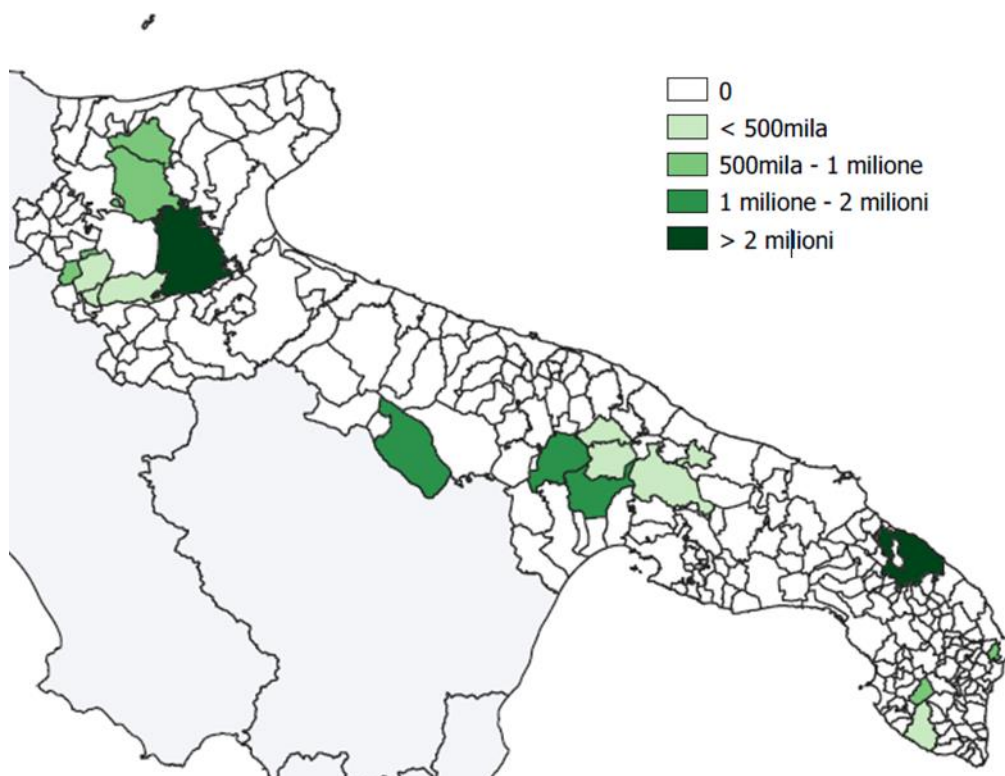 0
< 500mila
500mila - 1 milione
1 milione - 2 milioni
> 2 milioni